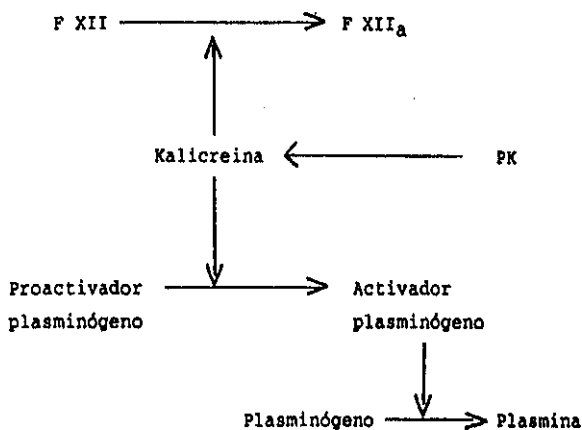 F XII F XIIa
Kalicreina PK
Proactivador Activador
plasminógeno plasminógeno
Plasminógeno Plasmina